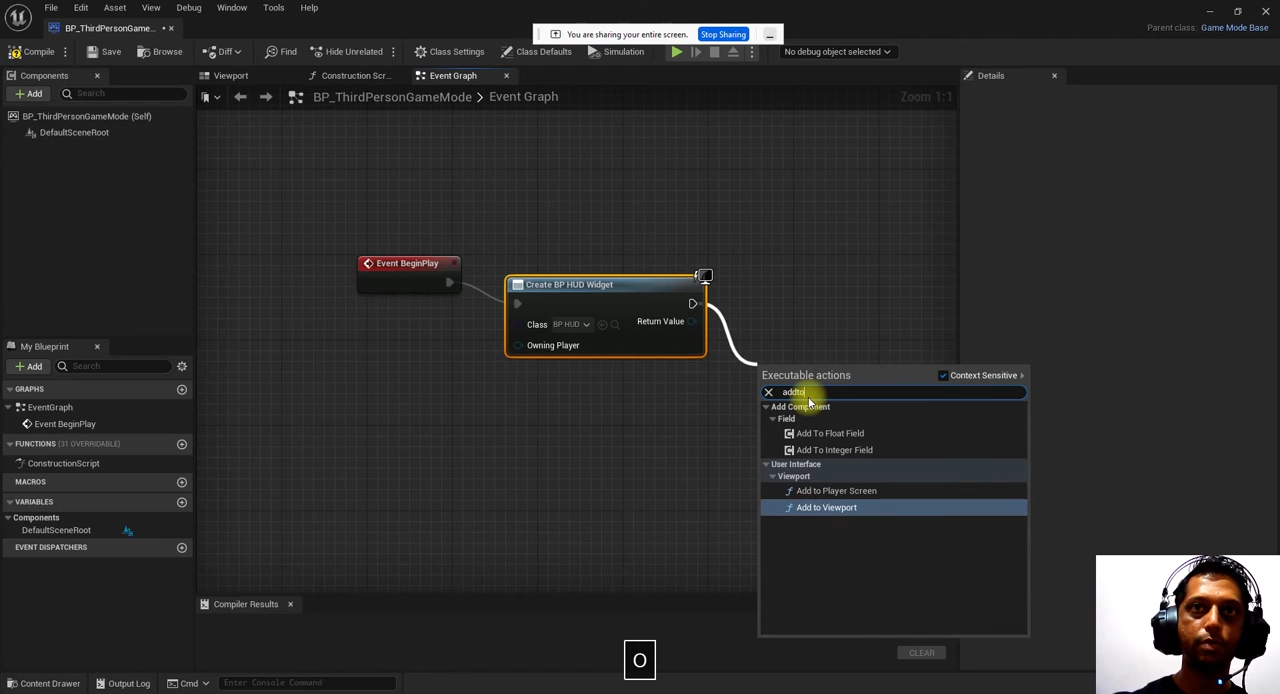 File Edit Asset View Debug Window Tools Help
BP_ThirdPersonGame...
You are sharing your entire screen. Stop Sharing
Parent class: Game Mode Base
Compile Save Browse Diff Find Hide Unrelated Class Settings Class Defaults Simulation No debug object selected
Components
Viewport Construction Scr... Event Graph
Details
Add Search
BP_ThirdPersonGameMode > Event Graph
Zoom 1:1
BP_ThirdPersonGameMode (Self)
DefaultSceneRoot
Event BeginPlay
Create BP HUD Widget
Class BP HUD
Return Value
Owning Player
My Blueprint
Add Search
GRAPHS
EventGraph
Event BeginPlay
FUNCTIONS (31 OVERRIDABLE)
ConstructionScript
MACROS
VARIABLES
Components
DefaultSceneRoot
EVENT DISPATCHERS
Executable actions
Context Sensitive
addto
Add Component
Field
Add To Float Field
Add To Integer Field
User Interface
Viewport
Add to Player Screen
Add to Viewport
Compiler Results
CLEAR
O
Content Drawer Output Log Cmd Enter Console Command